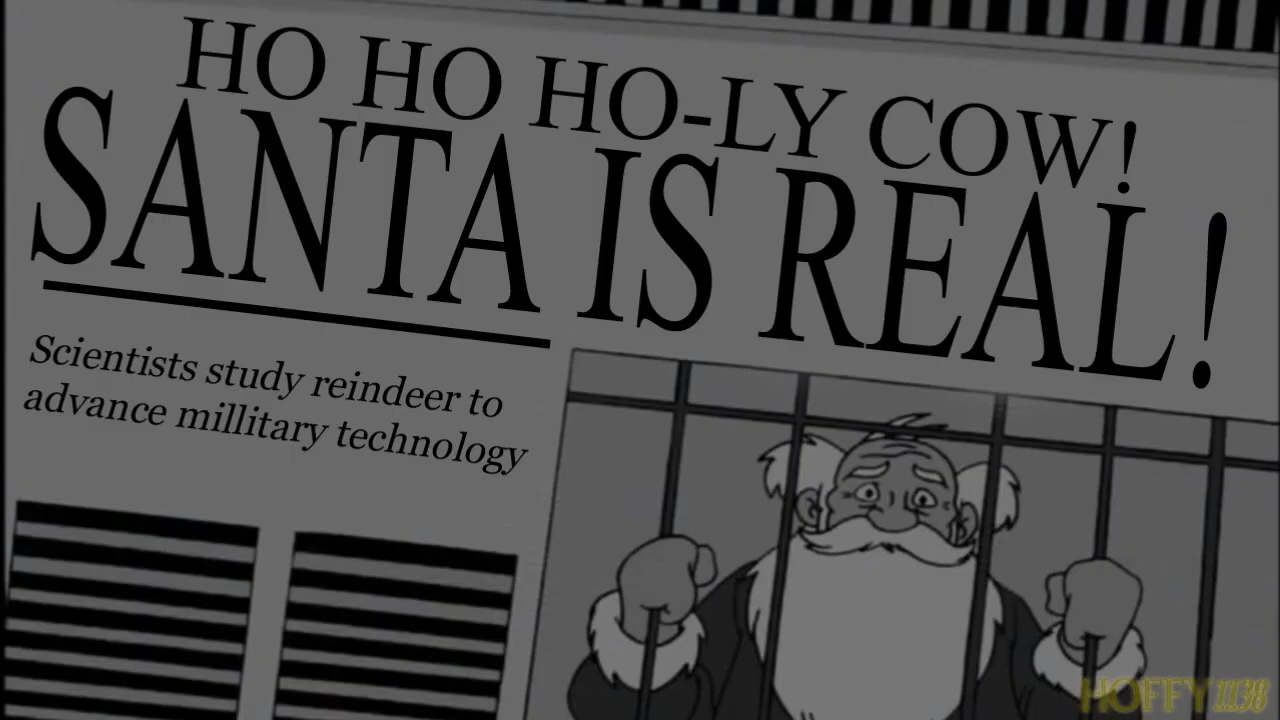 HO HO HO-LY COW!
SANTA IS REAL!
Scientists study reindeer to
advance millitary technology
HOFFY 1138